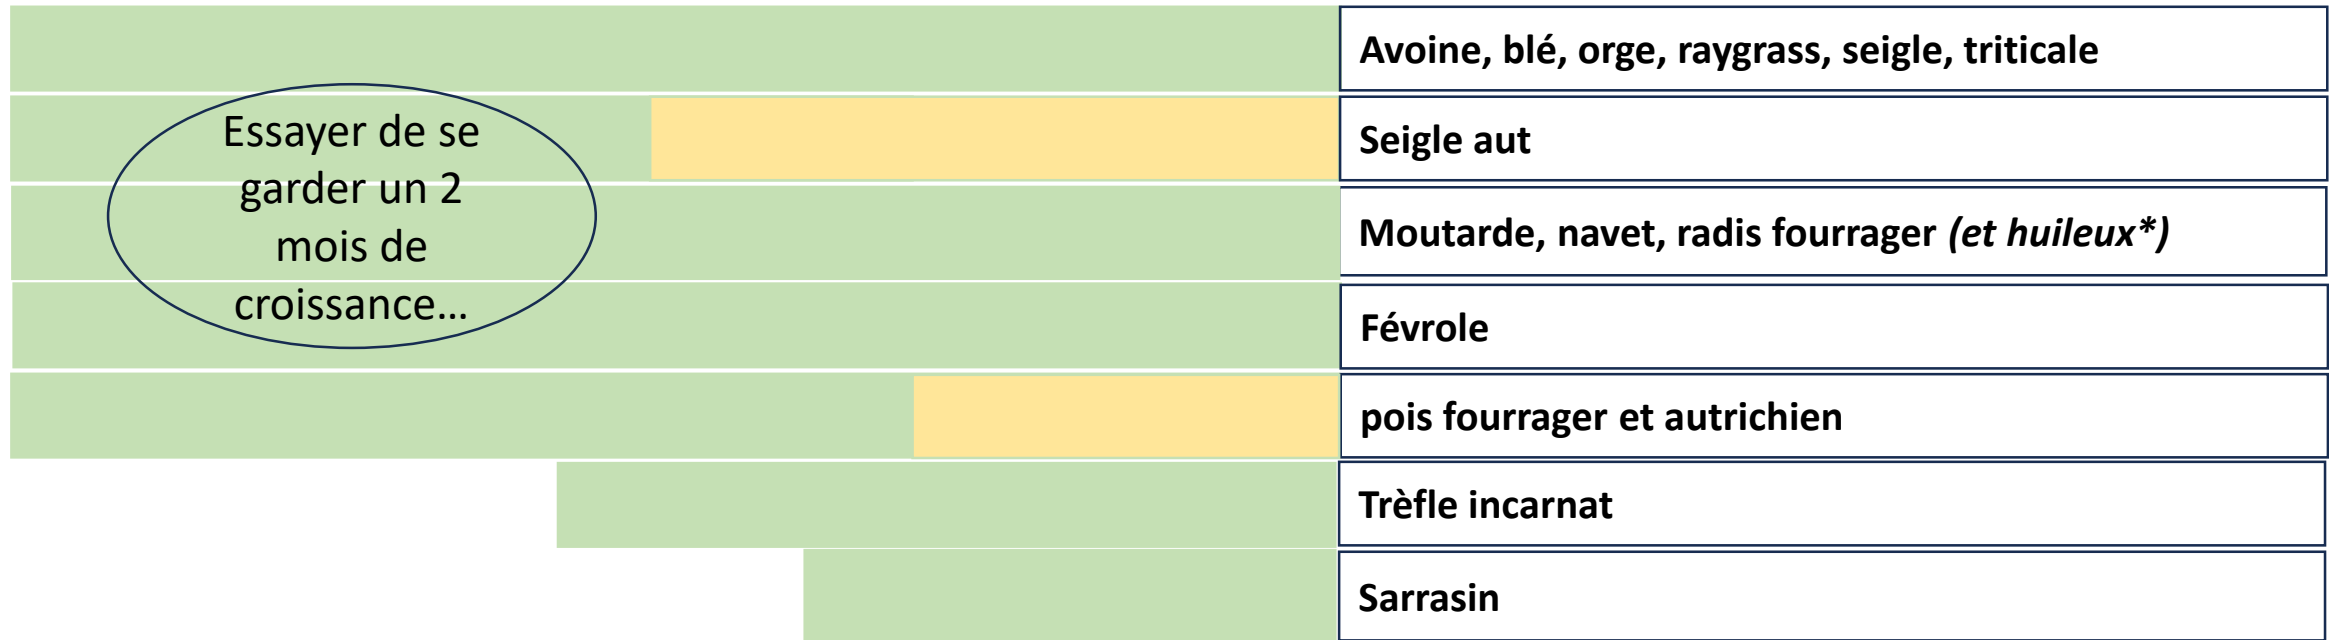 Avoine, blé, orge, raygrass, seigle, triticale
Essayer de se
garder un 2
mois de
croissance…
Seigle aut
Moutarde, navet, radis fourrager (et huileux*)
Févrole
pois fourrager et autrichien
Trèfle incarnat
Sarrasin